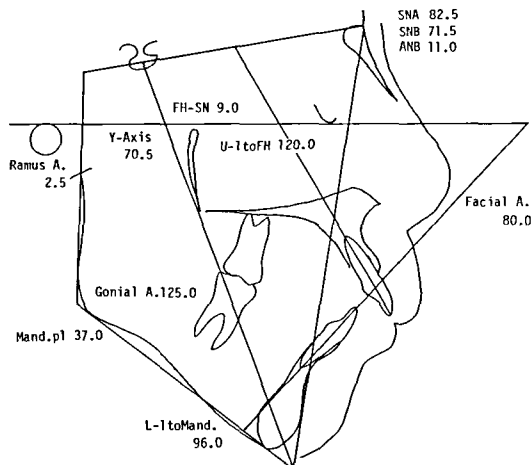 SNA 82.5
SNB 71.5
ANB 11.0
FH-SN 9.0
Y-Axis
70.5
U-1toFH 120.0
Ramus A.
2.5
Facial A.
80.0
Gonial A.125.0
Mand.pl 37.0
L-1toMand.
96.0